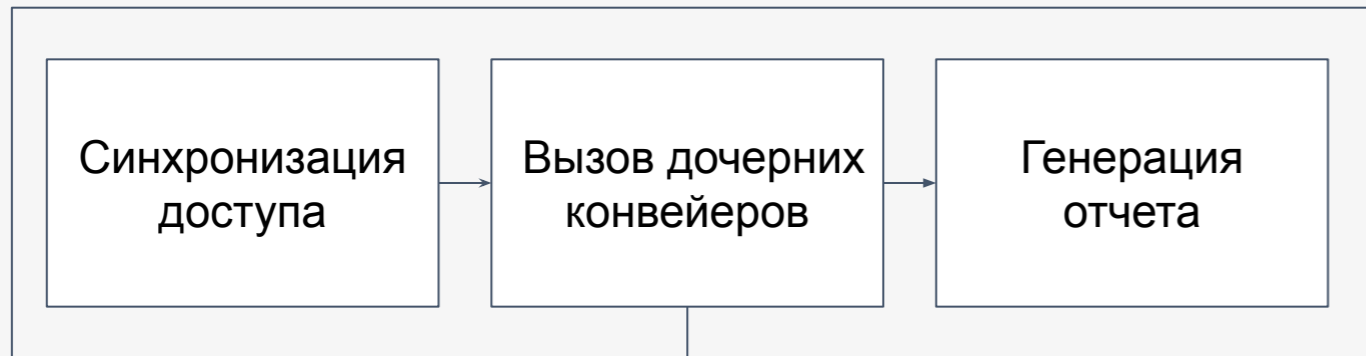 Синхронизация
доступа
Вызов дочерних
конвейеров
Генерация
отчета